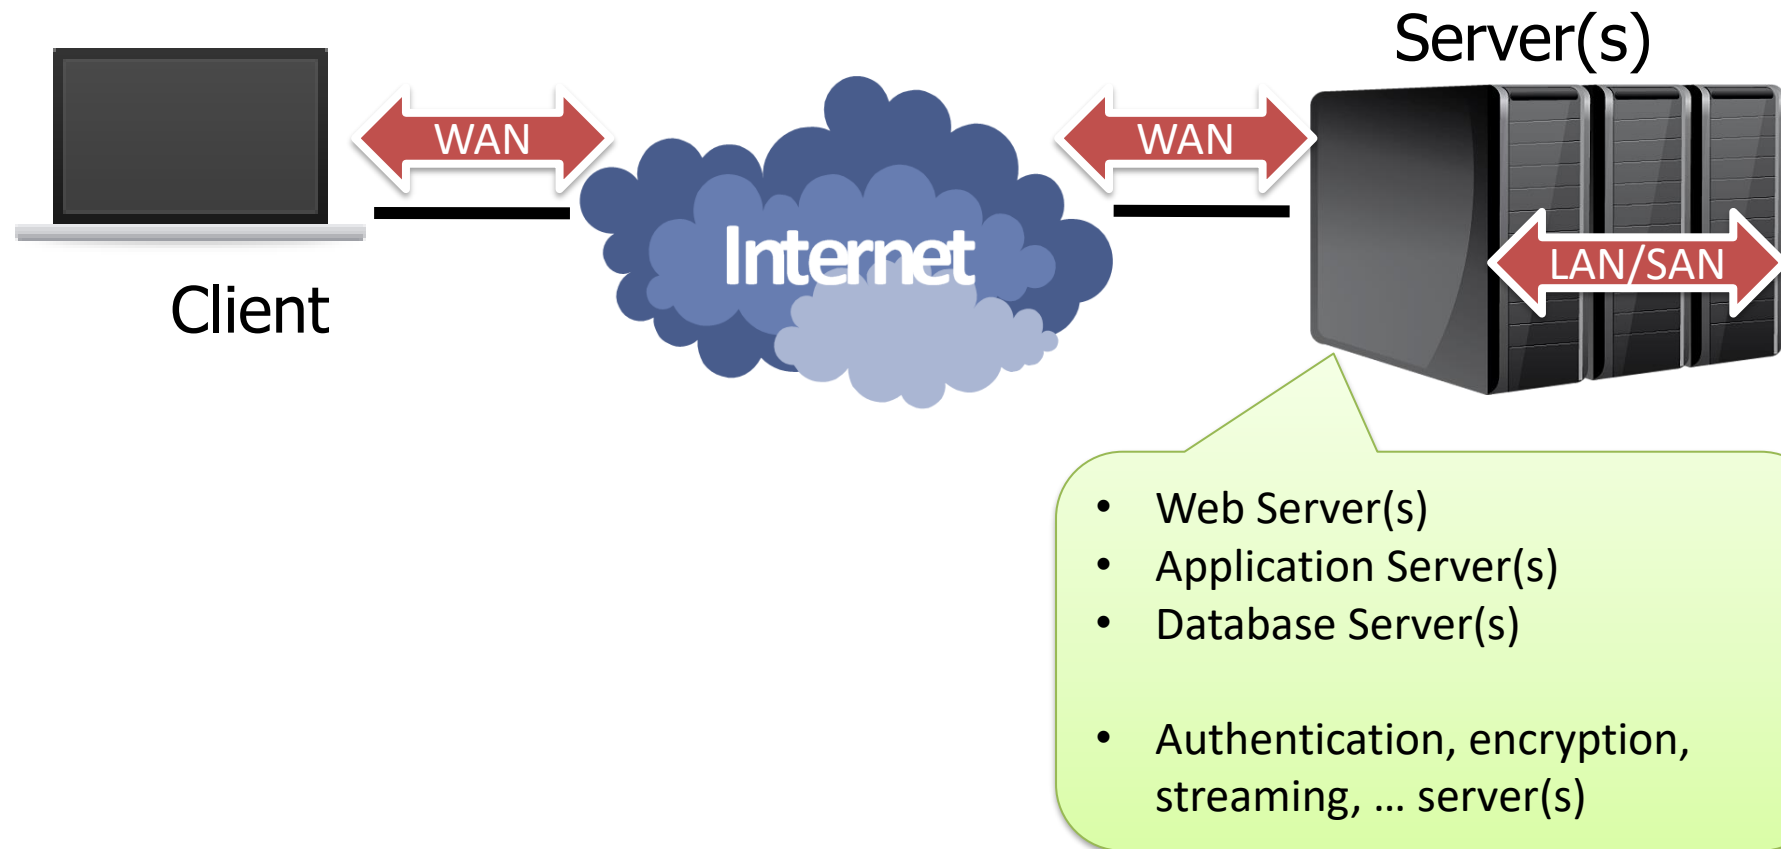 Server(s)
WAN
WAN
Internet
LAN/SAN
Client
• Web Server(s)
• Application Server(s)
• Database Server(s)
• Authentication, encryption,
streaming, … server(s)